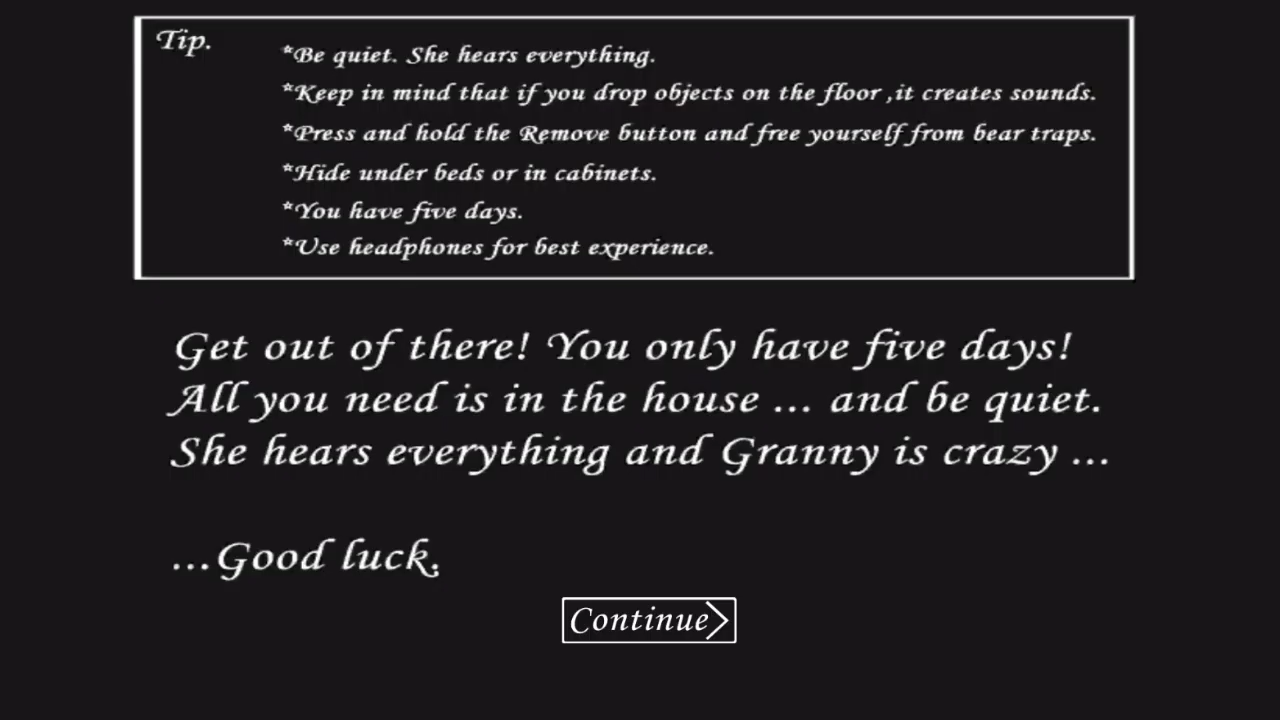 Tip.
*Be quiet. She hears everything.
*Keep in mind that if you drop objects on the floor ,it creates sounds.
*Press and hold the Remove button and free yourself from bear traps.
*Hide under beds or in cabinets.
*You have five days.
*Use headphones for best experience.
Get out of there! You only have five days!
All you need is in the house ... and be quiet.
She hears everything and Granny is crazy ...
...Good luck.
Continue>